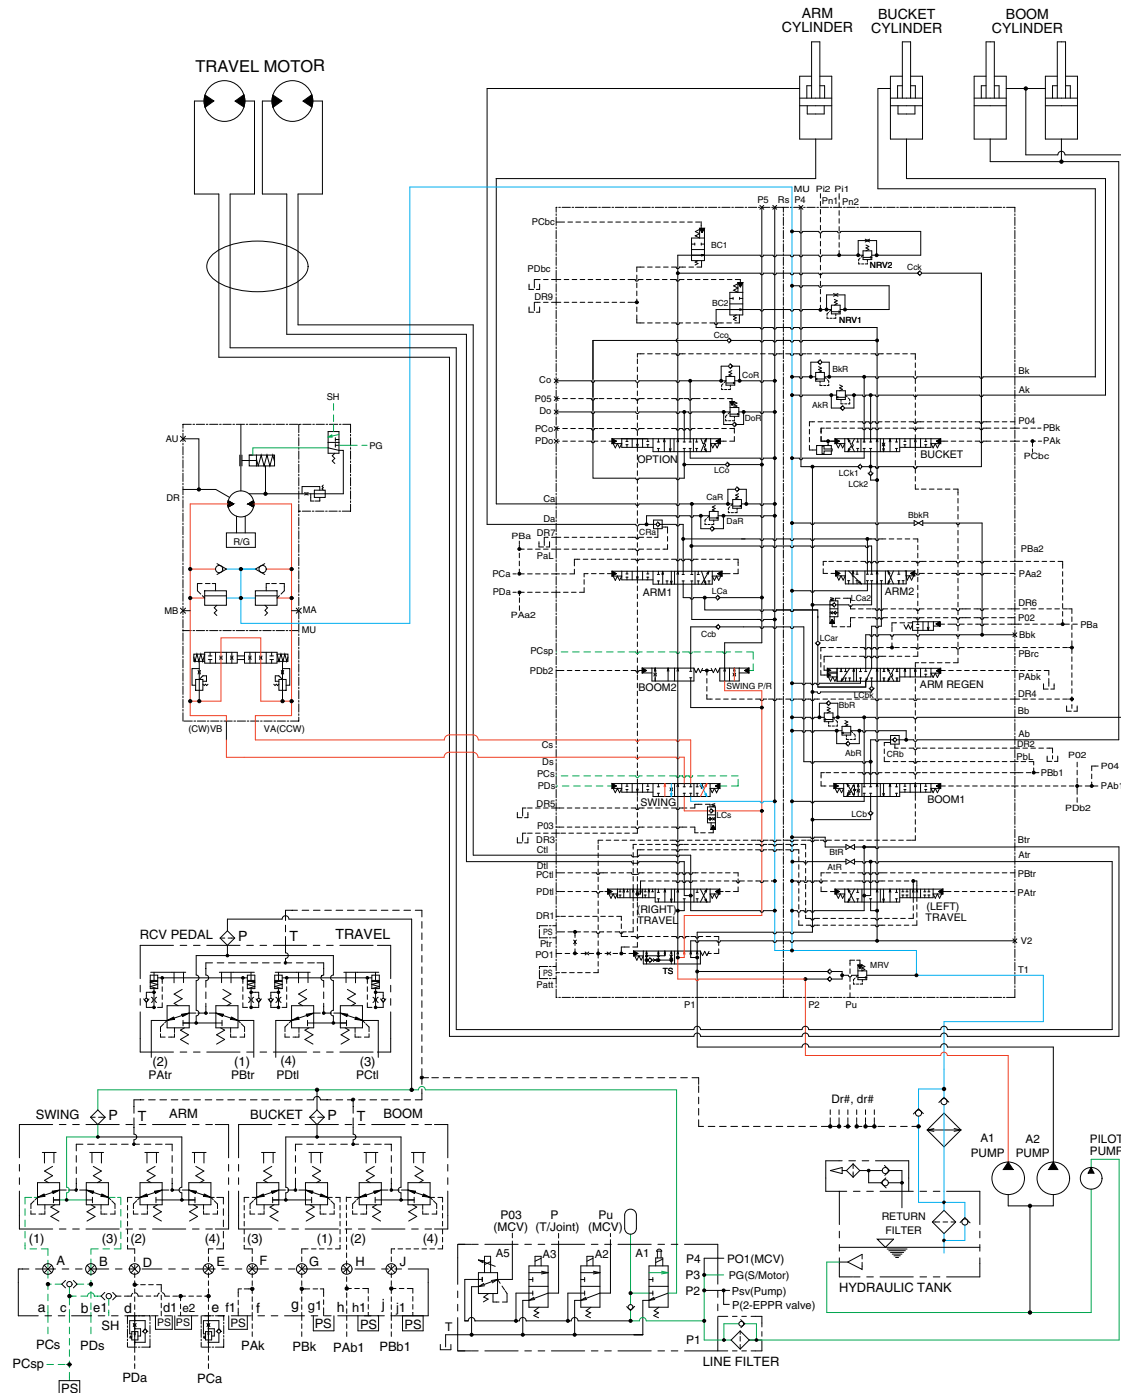 ARM
CYLINDER
BUCKET
CYLINDER
BOOM
CYLINDER
TRAVEL MOTOR
P5 Rs
MU
P4
Pi2 Pi1
Pn1 Pn2
PCbc
BC1
NRV2
Cck
PDbc
DR9
BC2
NRV1
Cco
Co
CoR
BkR
Bk
P05
Do
DoR
AkR
Ak
PCo
PDo
P04
PBk
PAk
PCbc
OPTION
BUCKET
LCo
LCk1
LCk2
SH
AU
PG
DR
R/G
MB
MA
MU
(CW)VB
VA(CCW)
Ca
CaR
Da
DaR
CRa
BbkR
DR7
PBa
PaL
PCa
PDa
PAa2
ARM1
ARM2
PBa2
PAa2
LCa
LCa2
DR6
P02
PBa
Ccb
LCar
Bbk
PBrc
PCsp
PDb2
BOOM2
SWING P/R
ARM REGEN
PAbk
LCbk
DR4
BbR
Bb
AbR
CRb
Ab
DR2
PbL
P02
P04
PBb1
PAb1
PDb2
Cs
Ds
PCs
PDs
SWING
BOOM1
DR5
LCs
LCb
P03
DR3
Ctl
Dtl
PCtl
PDtl
BtR
Btr
AtR
Atr
PBtr
PAtr
(RIGHT)
TRAVEL
(LEFT)
TRAVEL
DR1
PS
Ptr
PO1
PS
Patt
TS
V2
MRV
T1
P1
P2
Pu
RCV PEDAL
P
T
TRAVEL
(2)
PAtr
(1)
PBtr
(4)
PDtl
(3)
PCtl
SWING
P
T
ARM
BUCKET
P
T
BOOM
(1)
(3)
(2)
(4)
(3)
(1)
(2)
(4)
A
B
D
E
F
G
H
J
a
c
b
e1
d
d1
e2
e
f1
f
g
g1
h
h1
j
j1
SH
PS
PS
PS
PS
PS
PS
PCs
PDs
PAk
PBk
PAb1
PBb1
PCsp
PS
PDa
PCa
P03
(MCV)
P
(T/Joint)
Pu
(MCV)
A5
A3
A2
A1
P4
PO1(MCV)
P3
PG(S/Motor)
P2
Psv(Pump)
P(2-EPPR valve)
T
P1
LINE FILTER
Dr#, dr#
A1
PUMP
A2
PUMP
PILOT
PUMP
RETURN
FILTER
HYDRAULIC TANK